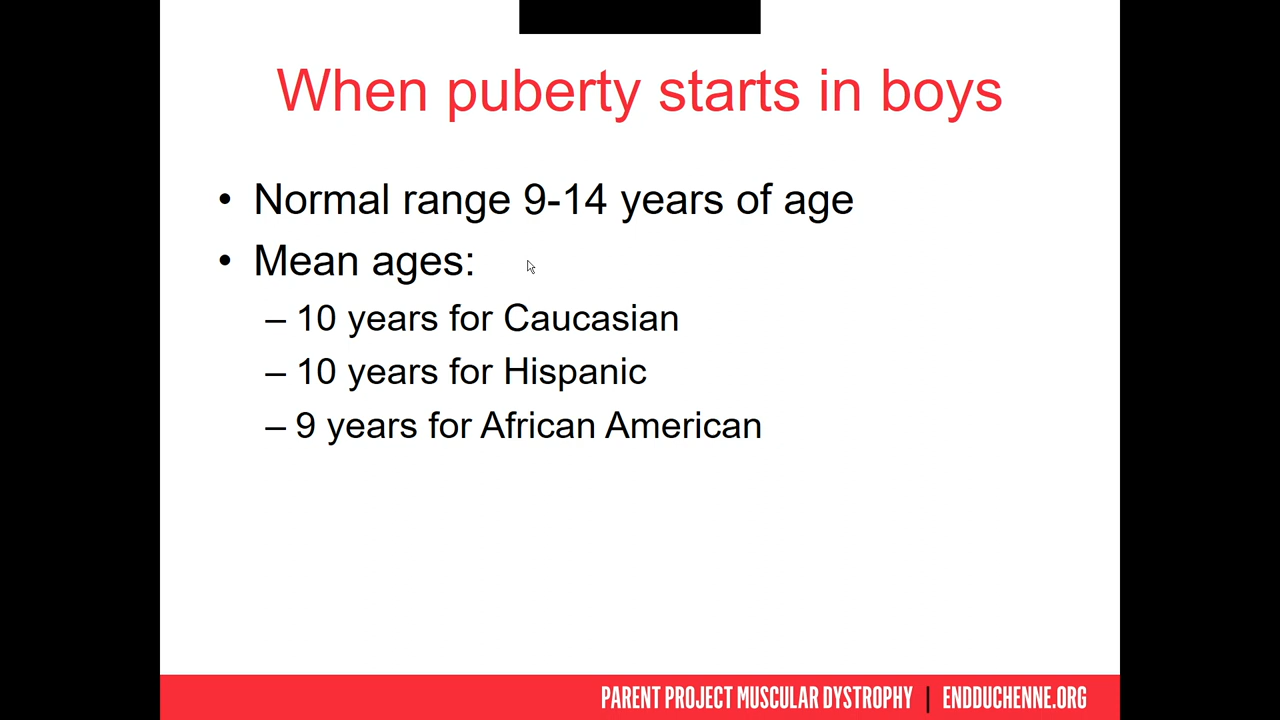 When puberty starts in boys
• Normal range 9-14 years of age
• Mean ages:
– 10 years for Caucasian
– 10 years for Hispanic
– 9 years for African American
PARENT PROJECT MUSCULAR DYSTROPHY | ENDDUCHENNE.ORG